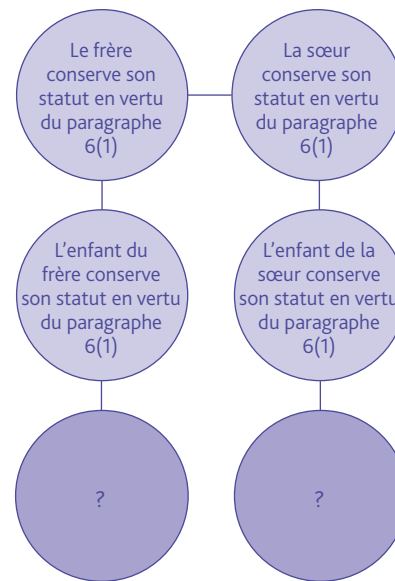 Le frère
conserve son
statut en vertu
du paragraphe
6(1)
La sœur
conserve son
statut en vertu
du paragraphe
6(1)
L'enfant du
frère conserve
son statut en vertu
du paragraphe
6(1)
L'enfant de la
sœur conserve
son statut en vertu
du paragraphe
6(1)
?
?